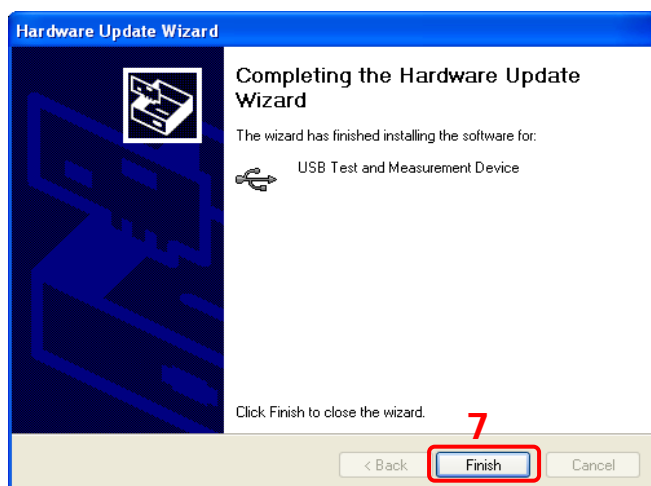 Hardware Update Wizard
Completing the Hardware Update
Wizard
The wizard has finished installing the software for:
USB Test and Measurement Device
Click Finish to close the wizard.
7
< Back
Finish
Cancel